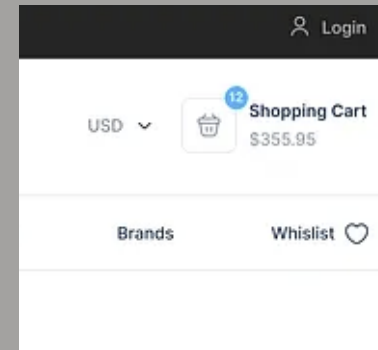 Login
12
USD
Shopping Cart
$355.95
Brands
Whislist